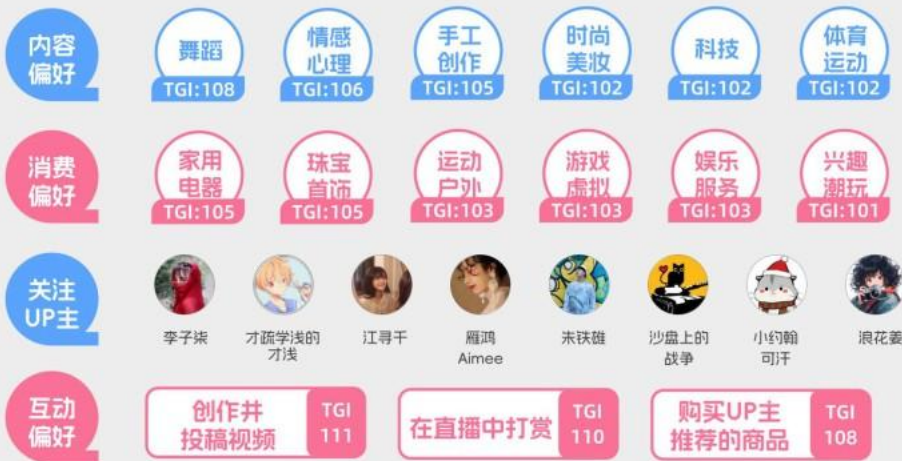 内容
偏好
舞蹈
TGI:108
情感
心理
TGI:106
手工
创作
TGI:105
时尚
美妆
TGI:102
科技
TGI:102
体育
运动
TGI:102
消费
偏好
家用
电器
TGI:105
珠宝
首饰
TGI:105
运动
户外
TGI:103
游戏
虚拟
TGI:103
娱乐
服务
TGI:103
兴趣
潮玩
TGI:101
关注
UP主
李子柒
才疏学浅的
才浅
江寻千
雁鸿
Aimee
朱铁雄
沙盘上的
战争
小约翰
可汗
浪花姜
互动
偏好
创作并
投稿视频
TGI
111
在直播中打赏
TGI
110
购买UP主
推荐的商品
TGI
108